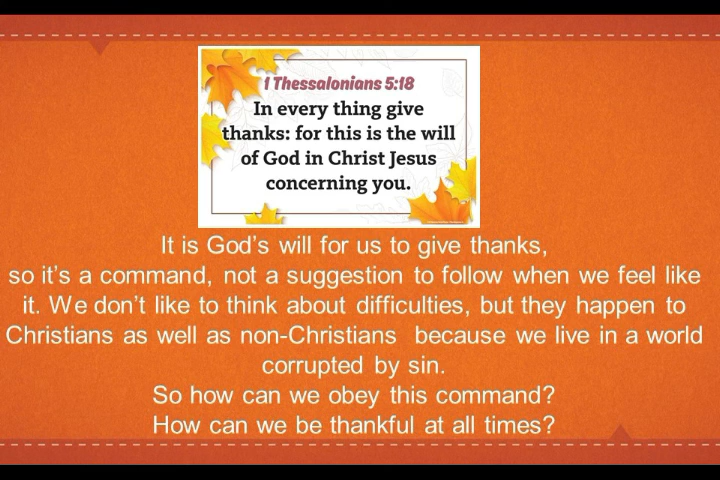 1 Thessalonians 5:18
In every thing give
thanks: for this is the will
of God in Christ Jesus
concerning you.
It is God’s will for us to give thanks,
so it’s a command, not a suggestion to follow when we feel like
it. We don’t like to think about difficulties, but they happen to
Christians as well as non-Christians  because we live in a world
corrupted by sin.
So how can we obey this command?
How can we be thankful at all times?